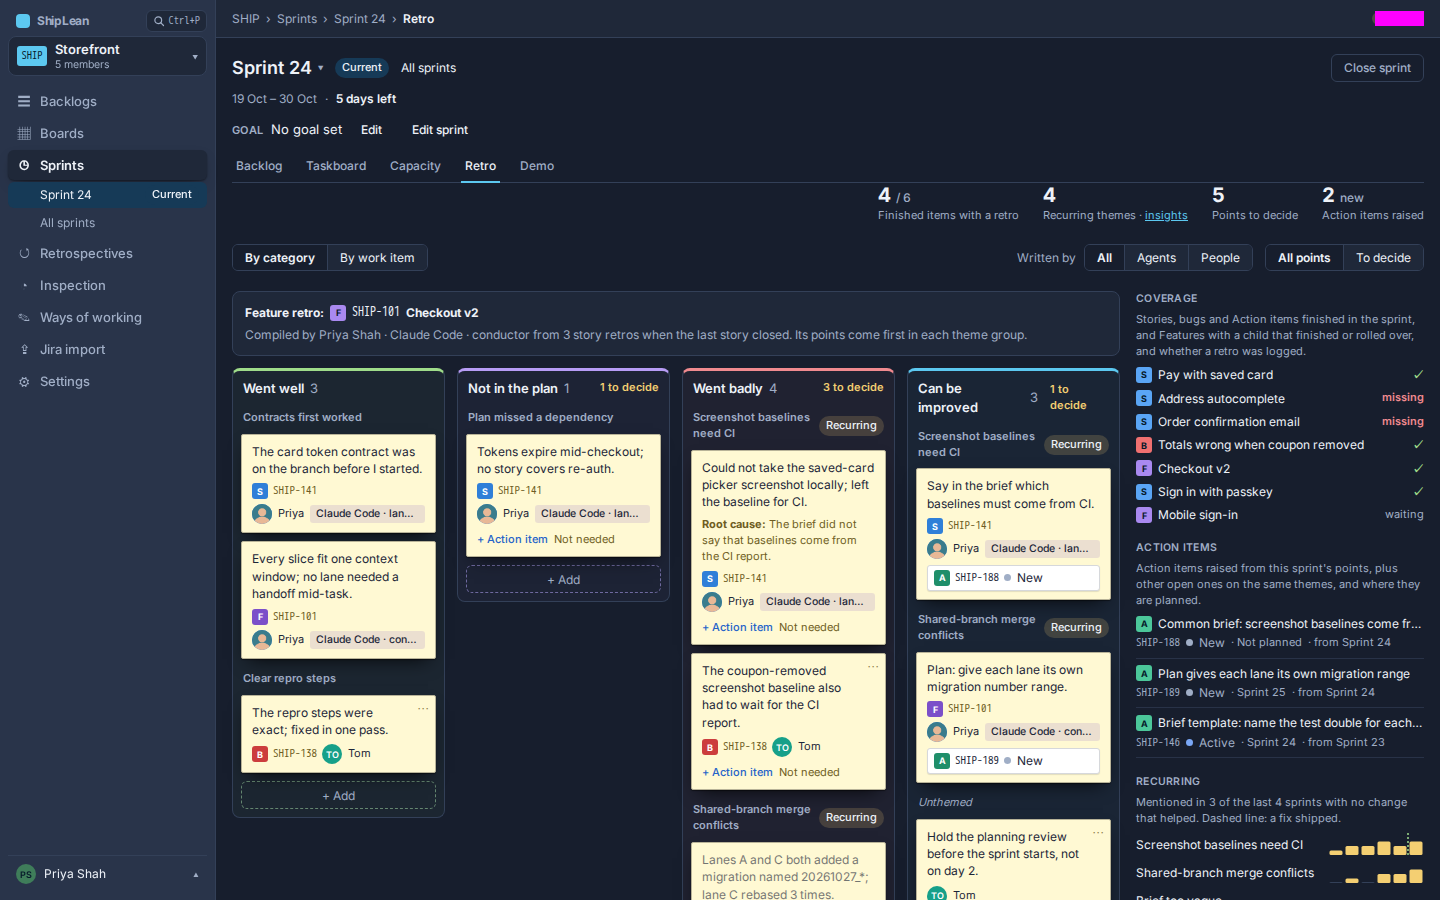 ShipLean
Ctrl+P
SHIP
Storefront
5 members
Backlogs
Boards
Sprints
Sprint 24
Current
All sprints
Retrospectives
Inspection
Ways of working
Jira import
Settings
PS
Priya Shah
SHIP › Sprints › Sprint 24 › Retro
Sprint 24
Current
All sprints
Close sprint
19 Oct – 30 Oct · 5 days left
GOAL No goal set
Edit
Edit sprint
Backlog
Taskboard
Capacity
Retro
Demo
4 / 6
Finished items with a retro
4
Recurring themes · insights
5
Points to decide
2 new
Action items raised
By category
By work item
Written by
All
Agents
People
All points
To decide
Feature retro: F SHIP-101 Checkout v2
Compiled by Priya Shah · Claude Code · conductor from 3 story retros when the last story closed. Its points come first in each theme group.
Went well 3
Contracts first worked
The card token contract was
on the branch before I started.
S SHIP-141
Priya Claude Code · lan...
Every slice fit one context
window; no lane needed a
handoff mid-task.
F SHIP-101
Priya Claude Code · con...
Clear repro steps
The repro steps were
exact; fixed in one pass.
B SHIP-138 TO Tom
+ Add
Not in the plan 1
1 to decide
Plan missed a dependency
Tokens expire mid-checkout;
no story covers re-auth.
S SHIP-141
Priya Claude Code · lan...
+ Action item Not needed
+ Add
Went badly 4
3 to decide
Screenshot baselines
need CI
Recurring
Could not take the saved-card
picker screenshot locally; left
the baseline for CI.
Root cause: The brief did not
say that baselines come from
the CI report.
S SHIP-141
Priya Claude Code · lan...
+ Action item Not needed
The coupon-removed
screenshot baseline also
had to wait for the CI
report.
B SHIP-138 TO Tom
+ Action item Not needed
Shared-branch merge
conflicts
Recurring
Lanes A and C both added a
migration named 20261027_*;
lane C rebased 3 times.
Can be
improved
3
1 to
decide
Screenshot baselines
need CI
Recurring
Say in the brief which
baselines must come from CI.
S SHIP-141
Priya Claude Code · lan...
A SHIP-188 New
Shared-branch merge
conflicts
Recurring
Plan: give each lane its own
migration number range.
F SHIP-101
Priya Claude Code · con...
A SHIP-189 New
Unthemed
Hold the planning review
before the sprint starts, not
on day 2.
TO Tom
COVERAGE
Stories, bugs and Action items finished in the sprint,
and Features with a child that finished or rolled over,
and whether a retro was logged.
S Pay with saved card ✓
S Address autocomplete missing
S Order confirmation email missing
B Totals wrong when coupon removed ✓
F Checkout v2 ✓
S Sign in with passkey ✓
F Mobile sign-in waiting
ACTION ITEMS
Action items raised from this sprint's points, plus
other open ones on the same themes, and where they
are planned.
A Common brief: screenshot baselines come fr...
SHIP-188 New · Not planned · from Sprint 24
A Plan gives each lane its own migration range
SHIP-189 New · Sprint 25 · from Sprint 24
A Brief template: name the test double for each...
SHIP-146 Active · Sprint 24 · from Sprint 23
RECURRING
Mentioned in 3 of the last 4 sprints with no change
that helped. Dashed line: a fix shipped.
Screenshot baselines need CI
Shared-branch merge conflicts